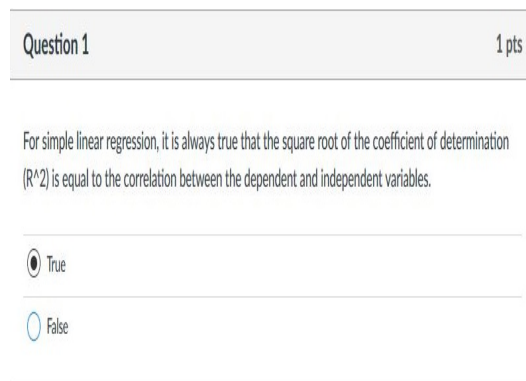 Question 1 1 pts
For simple linear regression, it is always true that the square root of the coefficient of determination
(R^2) is equal to the correlation between the dependent and independent variables.
True
False